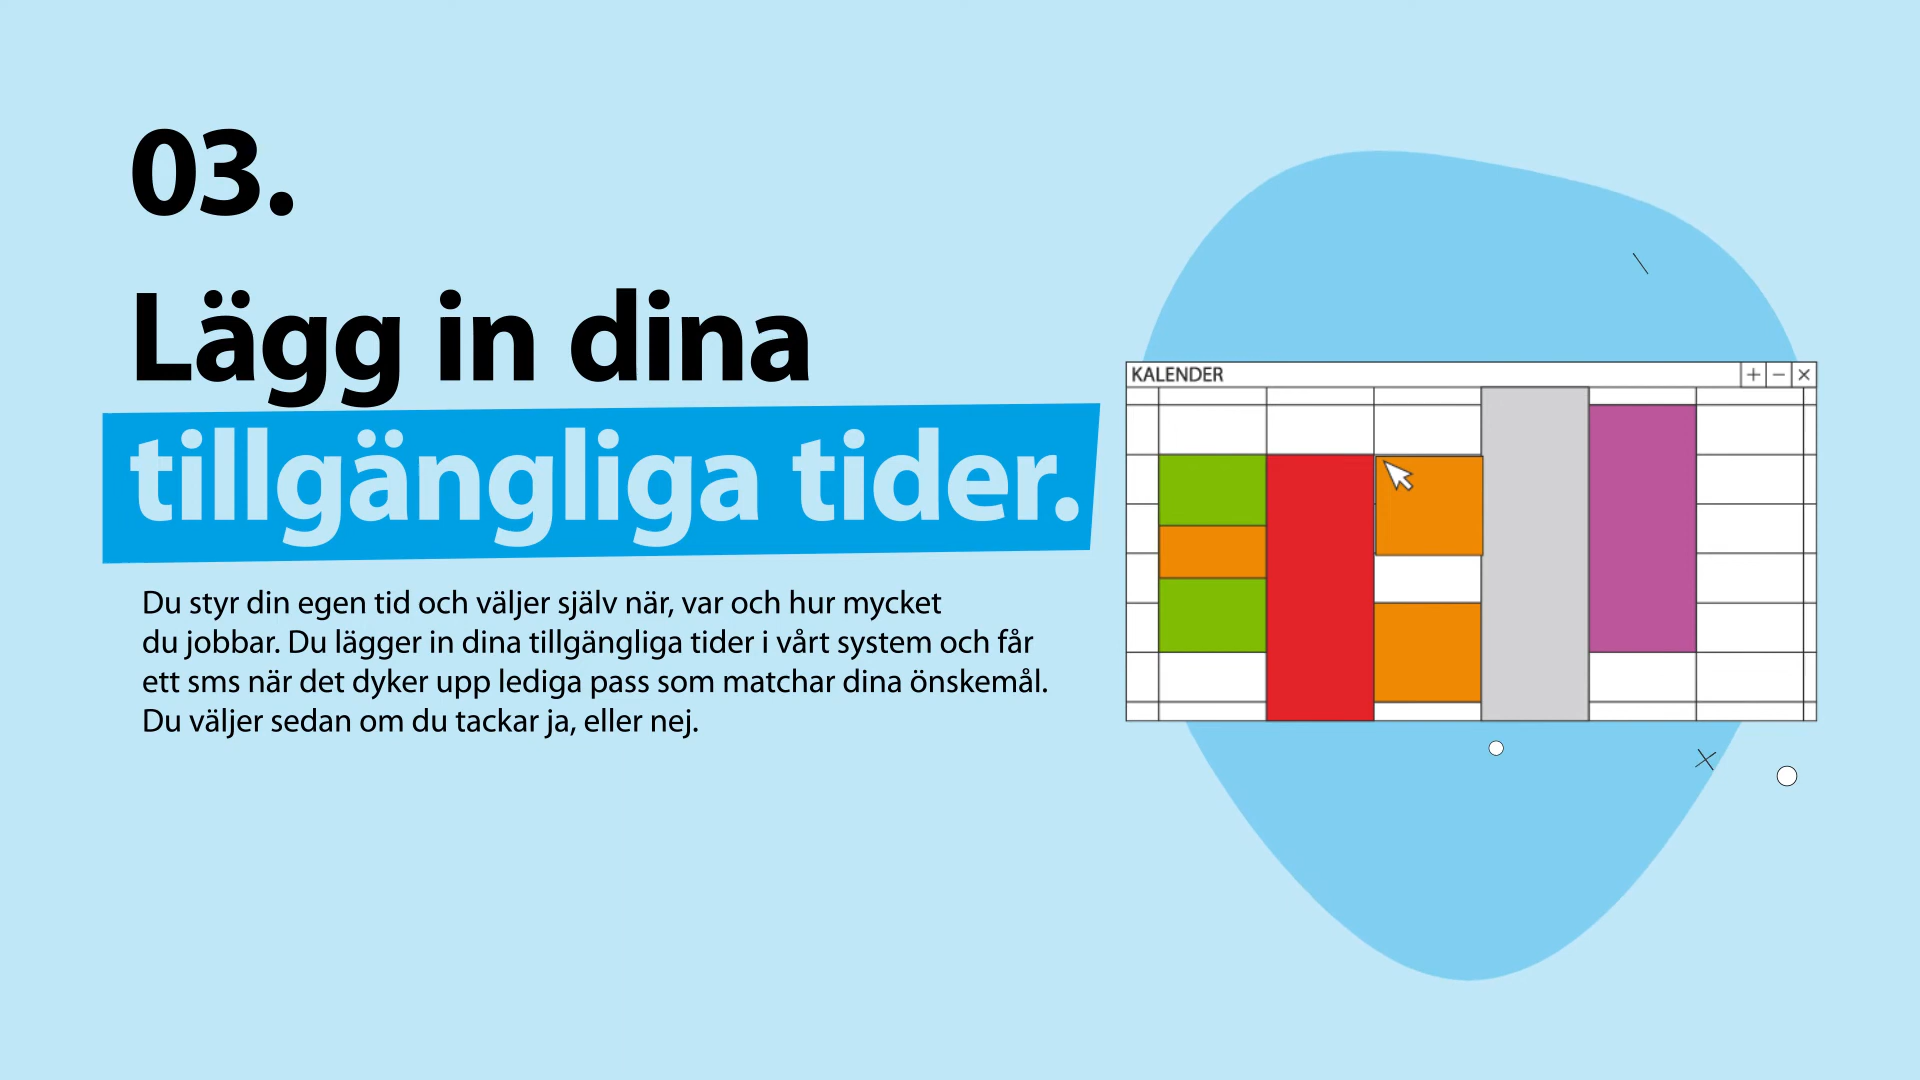 03.
Lägg in dina
tillgängliga tider.
Du styr din egen tid och väljer själv när, var och hur mycket
du jobbar. Du lägger in dina tillgängliga tider i vårt system och får
ett sms när det dyker upp lediga pass som matchar dina önskemål.
Du väljer sedan om du tackar ja, eller nej.
KALENDER